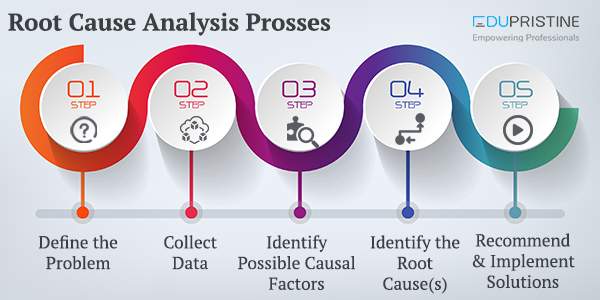 Root Cause Analysis Prosses
EDUPRISTINE
Empowering Professionals
01
STEP
02
STEP
03
STEP
04
STEP
05
STEP
Define the
Problem
Collect
Data
Identify
Possible Causal
Factors
Identify the
Root
Cause(s)
Recommend
& Implement
Solutions